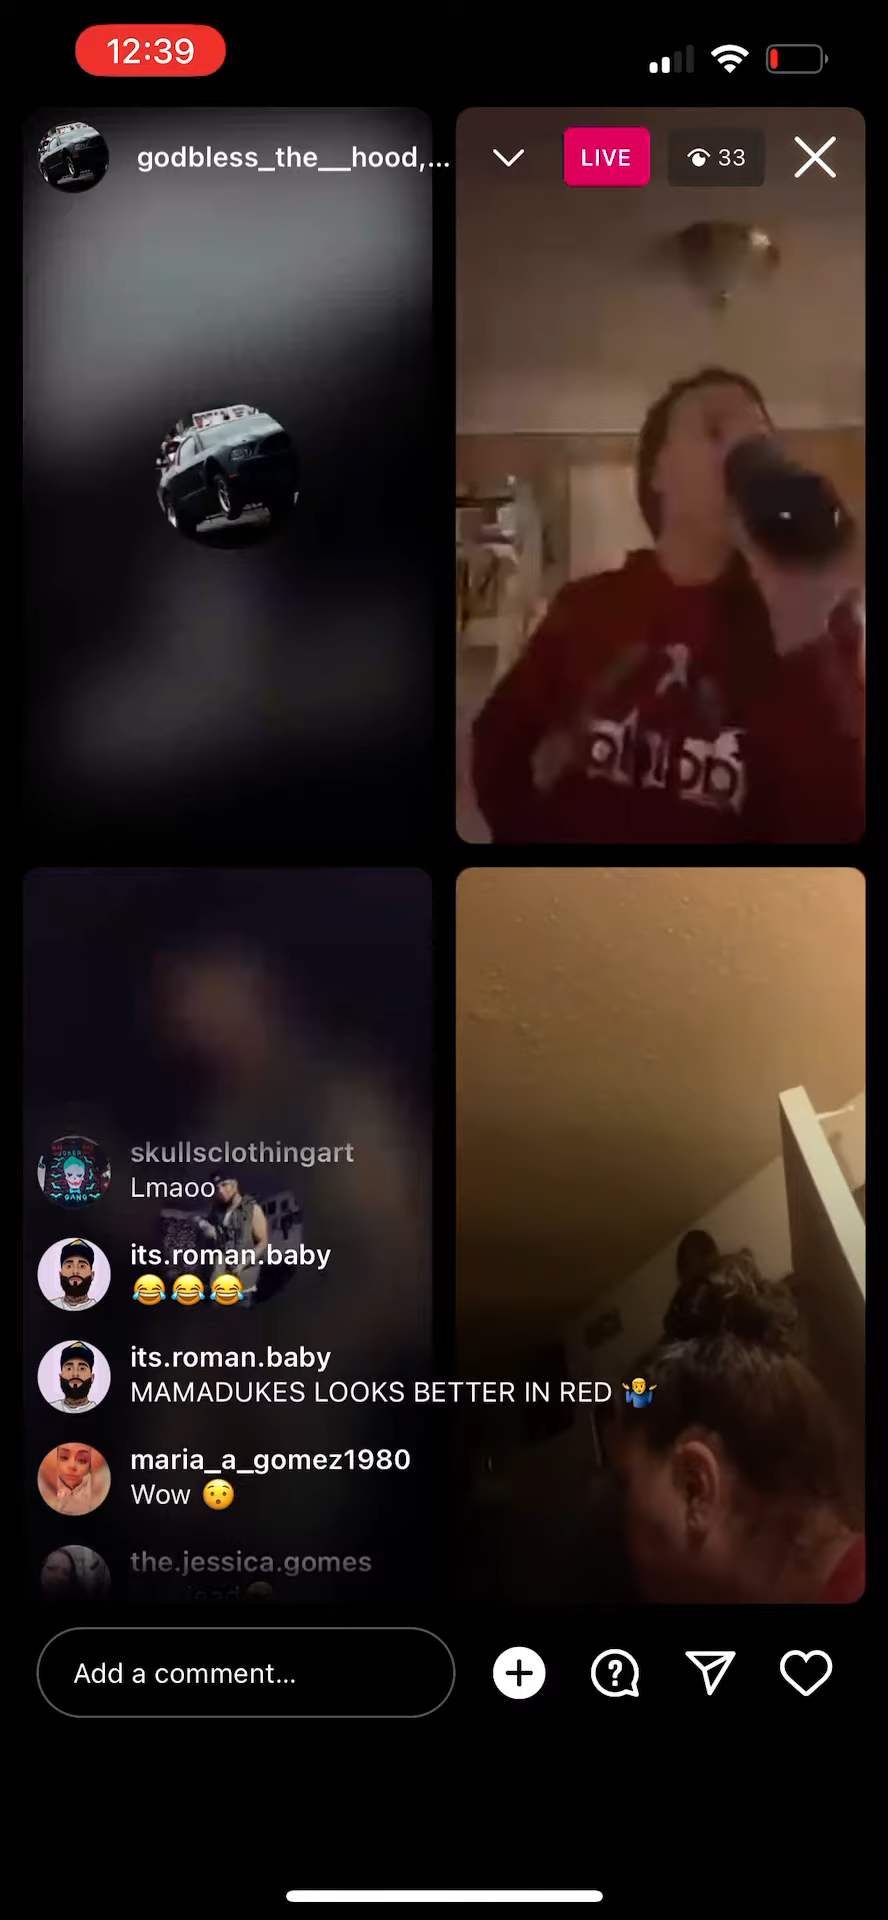 12:39
godbless_the__hood,...
LIVE
33
skullsclothingart
Lmaoo
its.roman.baby
😂😂😂
its.roman.baby
MAMADUKES LOOKS BETTER IN RED 🤷‍♂️
maria_a_gomez1980
Wow 😯
the.jessica.gomes
Add a comment...